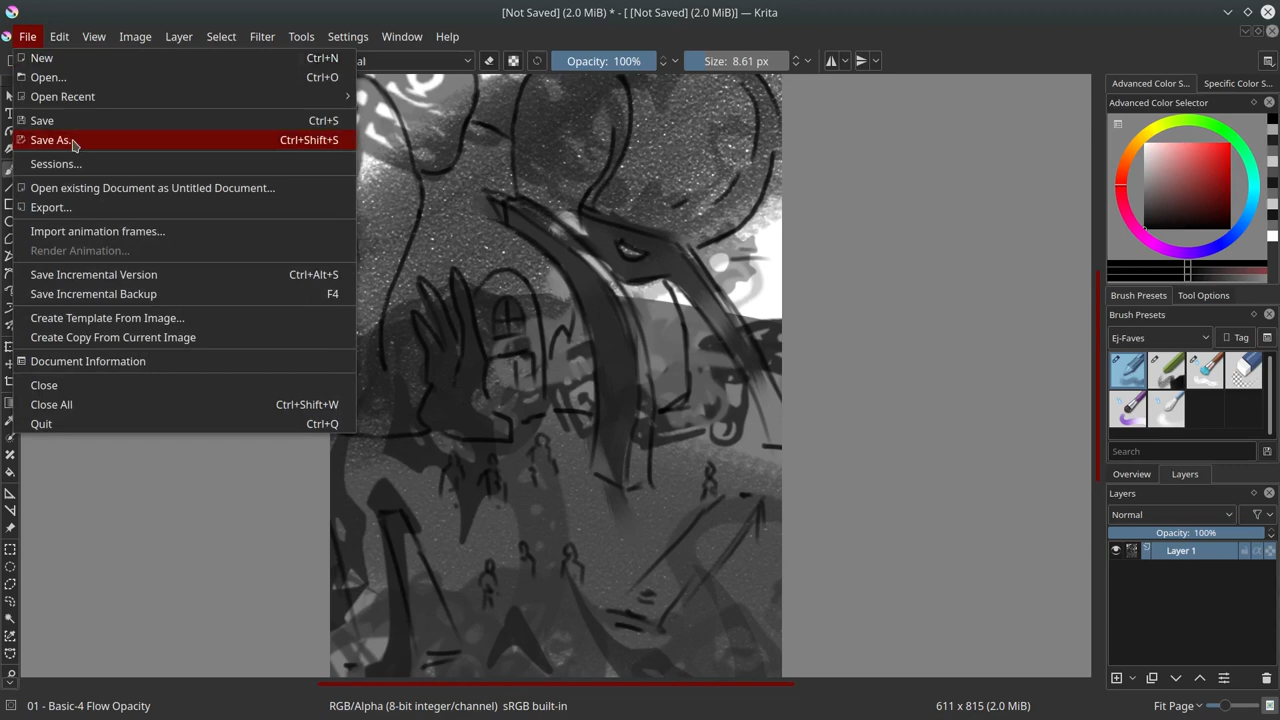 [Not Saved] (2.0 MiB) * - [ [Not Saved] (2.0 MiB)] — Krita
File Edit View Image Layer Select Filter Tools Settings Window Help
New Ctrl+N
Open... Ctrl+O
Open Recent
Save Ctrl+S
Save As... Ctrl+Shift+S
Sessions...
Open existing Document as Untitled Document...
Export...
Import animation frames...
Render Animation...
Save Incremental Version Ctrl+Alt+S
Save Incremental Backup F4
Create Template From Image...
Create Copy From Current Image
Document Information
Close
Close All Ctrl+Shift+W
Quit Ctrl+Q
al
Opacity: 100%
Size: 8.61 px
Advanced Color S... Specific Color S...
Advanced Color Selector
Brush Presets Tool Options
Brush Presets
Ej-Faves Tag
Search
Overview Layers
Layers
Normal
Opacity: 100%
Layer 1
01 - Basic-4 Flow Opacity
RGB/Alpha (8-bit integer/channel) sRGB built-in
611 x 815 (2.0 MiB)
Fit Page